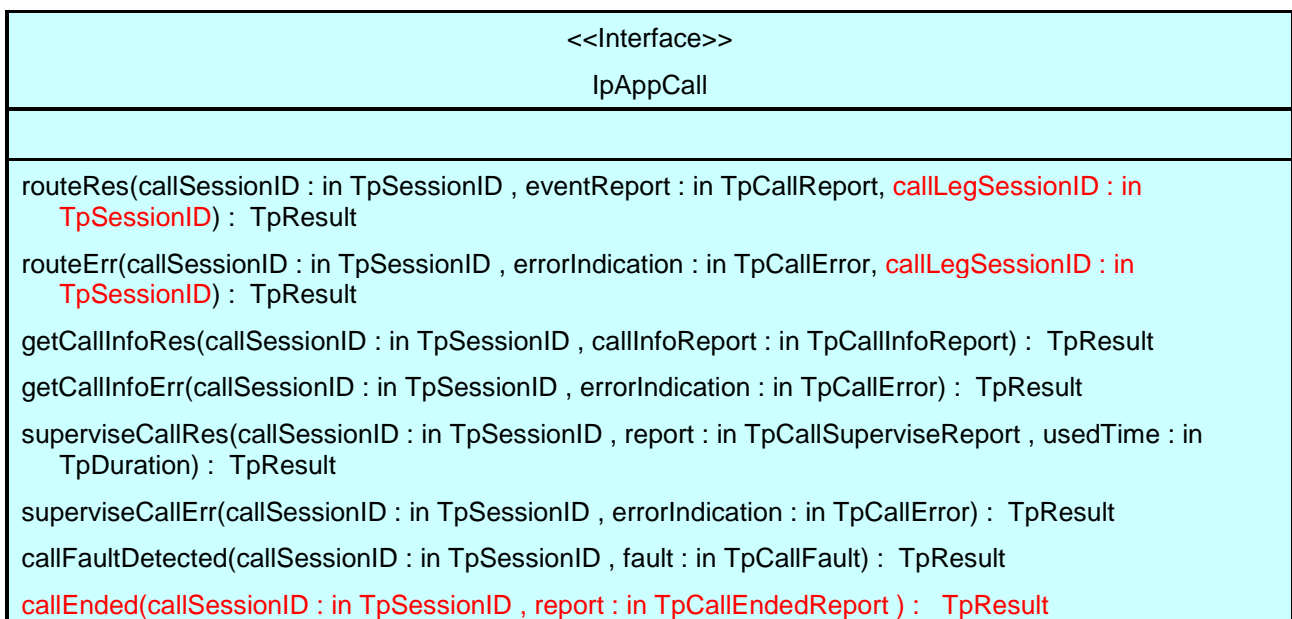 <<Interface>>
IpAppCall
routeRes(callSessionID : in TpSessionID , eventReport : in TpCallReport, callLegSessionID : in
TpSessionID) : TpResult
routeErr(callSessionID : in TpSessionID , errorIndication : in TpCallError, callLegSessionID : in
TpSessionID) : TpResult
getCallInfoRes(callSessionID : in TpSessionID , callInfoReport : in TpCallInfoReport) : TpResult
getCallInfoErr(callSessionID : in TpSessionID , errorIndication : in TpCallError) : TpResult
superviseCallRes(callSessionID : in TpSessionID , report : in TpCallSuperviseReport , usedTime : in
TpDuration) : TpResult
superviseCallErr(callSessionID : in TpSessionID , errorIndication : in TpCallError) : TpResult
callFaultDetected(callSessionID : in TpSessionID , fault : in TpCallFault) : TpResult
callEnded(callSessionID : in TpSessionID , report : in TpCallEndedReport ) : TpResult